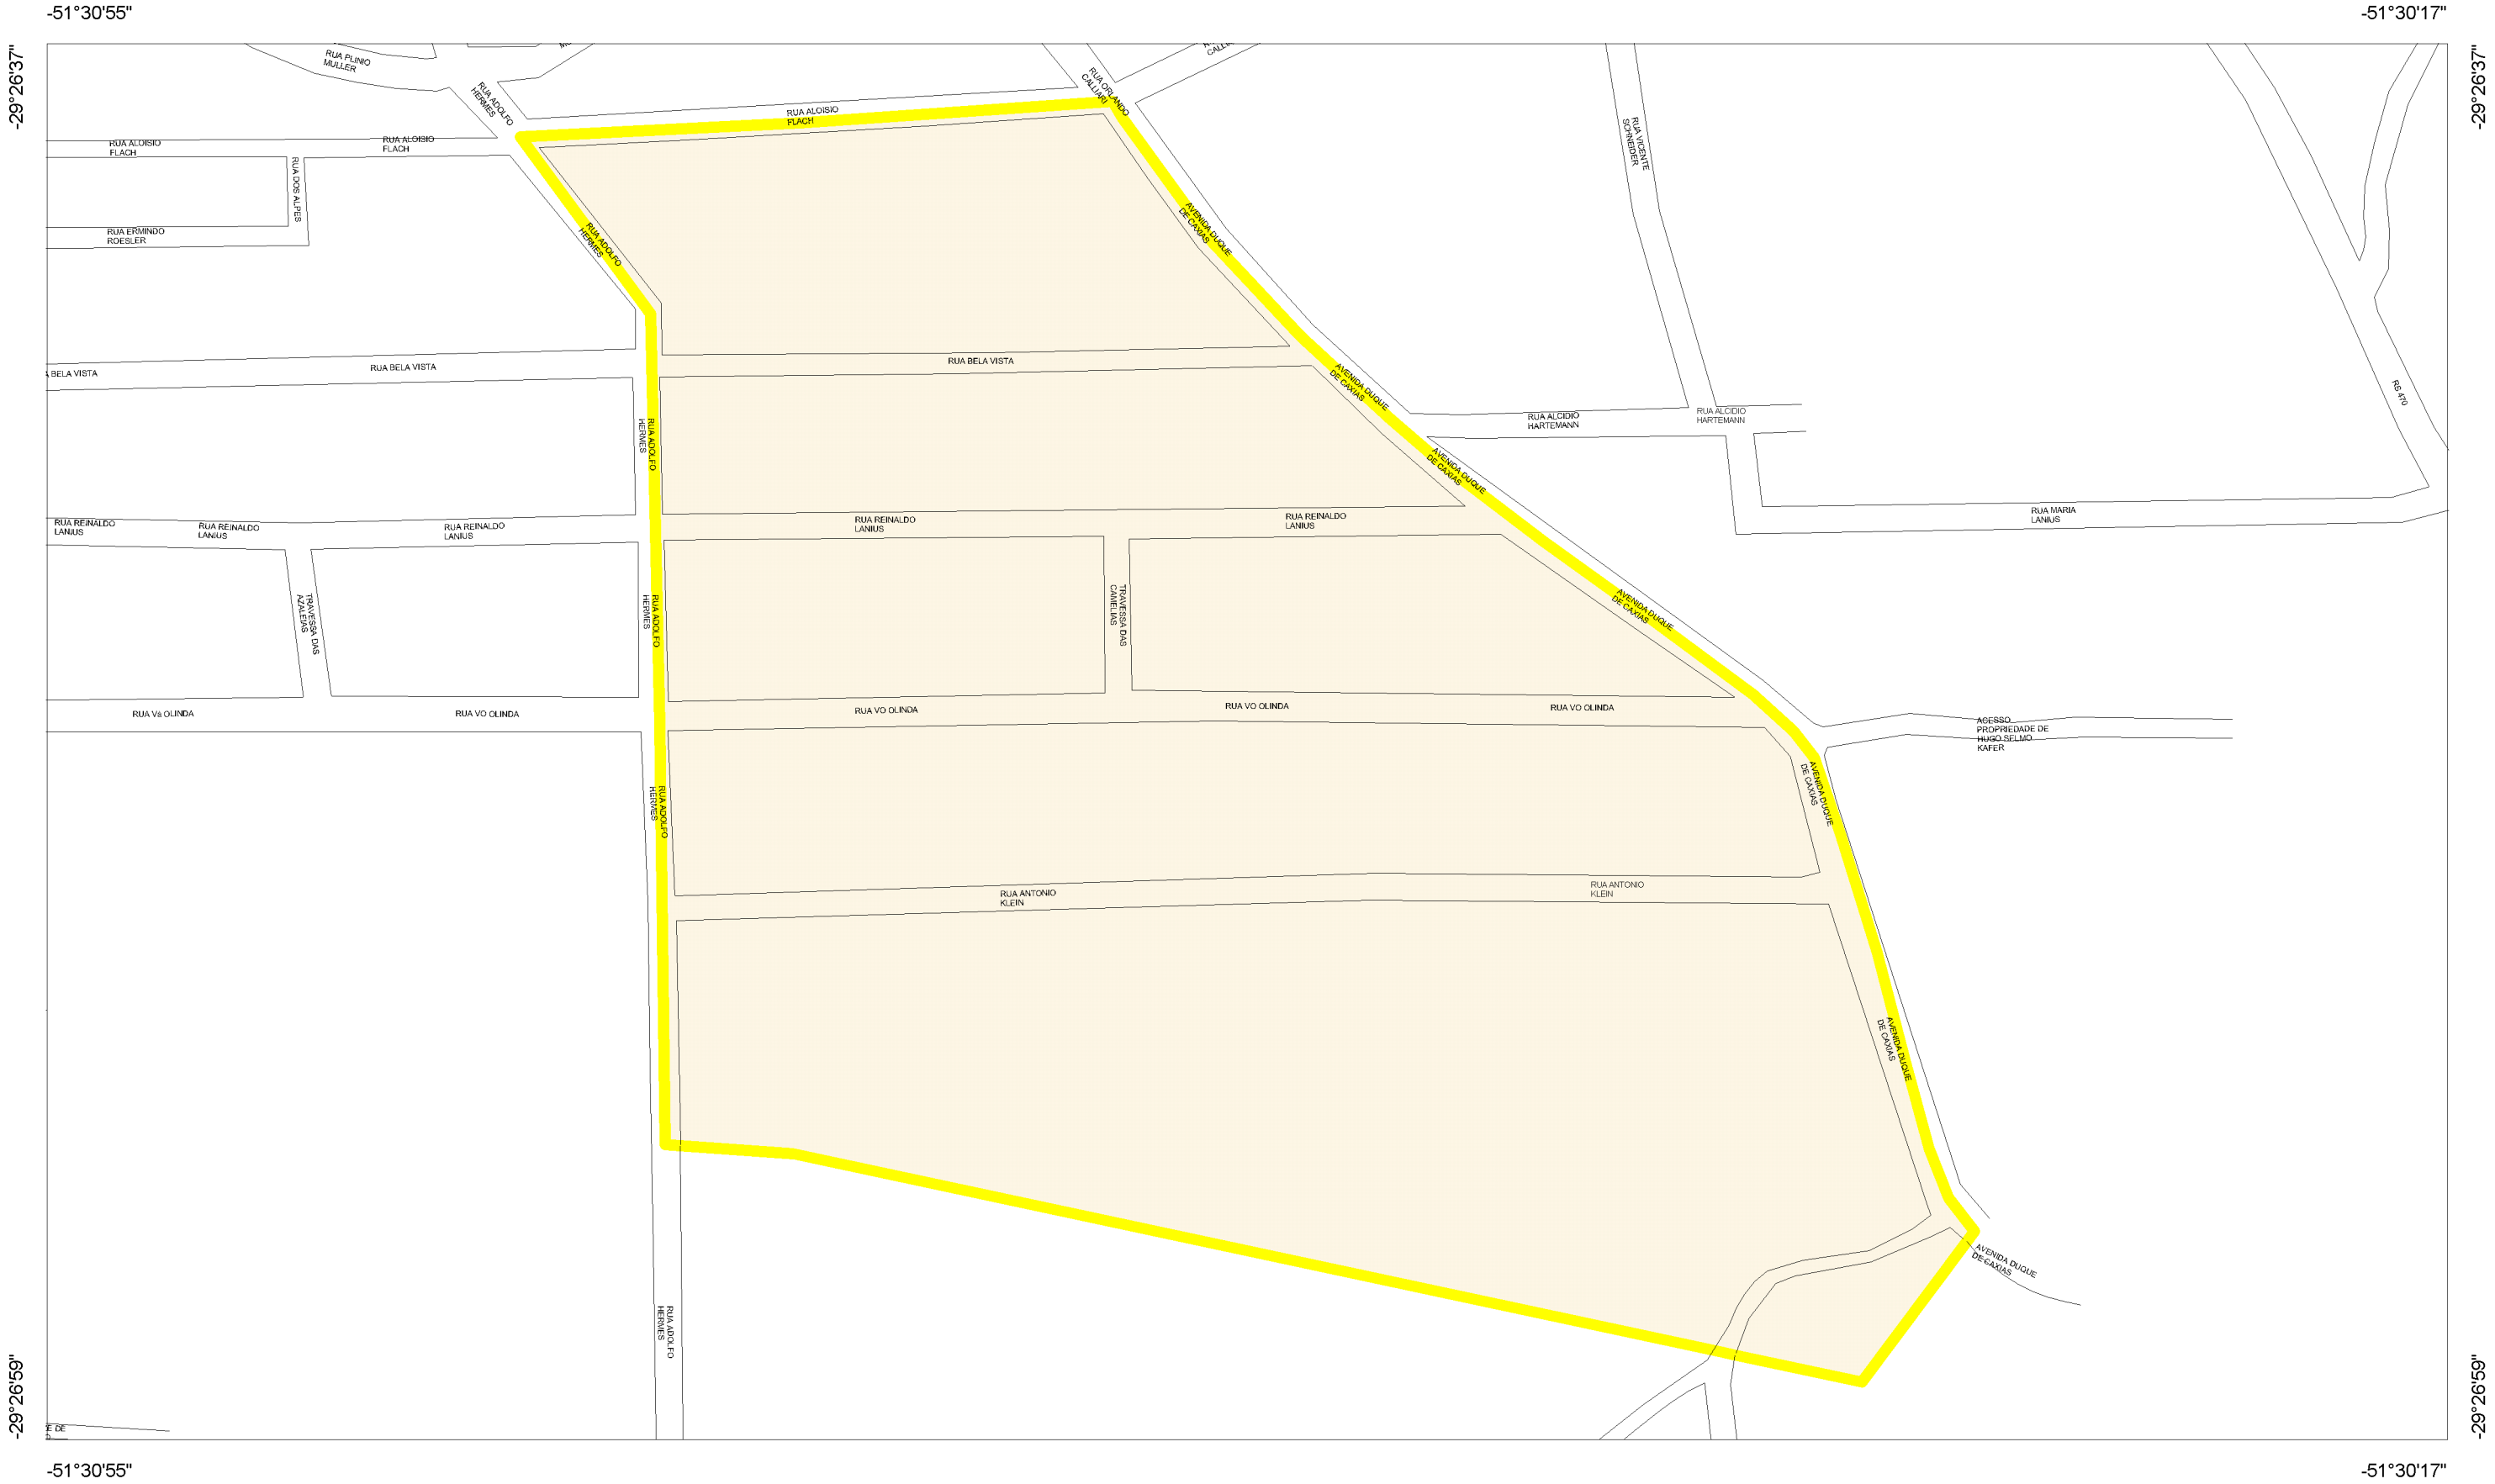 -51°30'55"
-51°30'17"
-29°26'37"
-29°26'37"
RUA PLINIO
MULLER
RUA ADOLFO
HERMES
RUA ORLANDO
CALLIARI
RUA ALOISIO
FLACH
RUA ALOISIO
FLACH
RUA ALOISIO
FLACH
RUA VICENTE
SCHNEIDER
RUA DOS ALPES
RUA ERMINDO
ROESLER
RUA ADOLFO
HERMES
AVENIDA DUQUE
DE CAXIAS
BELA VISTA
RUA BELA VISTA
RUA BELA VISTA
AVENIDA DUQUE
DE CAXIAS
RS 470
RUA ALCIDIO
HARTEMANN
RUA ALCIDIO
HARTEMANN
RUA ADOLFO
HERMES
AVENIDA DUQUE
DE CAXIAS
RUA REINALDO
LANIUS
RUA REINALDO
LANIUS
RUA REINALDO
LANIUS
RUA REINALDO
LANIUS
RUA REINALDO
LANIUS
RUA MARIA
LANIUS
TRAVESSA DAS
AZALEIAS
RUA ADOLFO
HERMES
TRAVESSA DAS
CAMELIAS
AVENIDA DUQUE
DE CAXIAS
RUA Vã OLINDA
RUA VO OLINDA
RUA VO OLINDA
RUA VO OLINDA
RUA VO OLINDA
ACESSO
PROPRIEDADE DE
HUGO SELMO
KAFER
RUA ADOLFO
HERMES
AVENIDA DUQUE
DE CAXIAS
RUA ANTONIO
KLEIN
RUA ANTONIO
KLEIN
AVENIDA DUQUE
DE CAXIAS
AVENIDA DUQUE
DE CAXIAS
RUA ADOLFO
HERMES
E DE
-29°26'59"
-29°26'59"
-51°30'55"
-51°30'17"